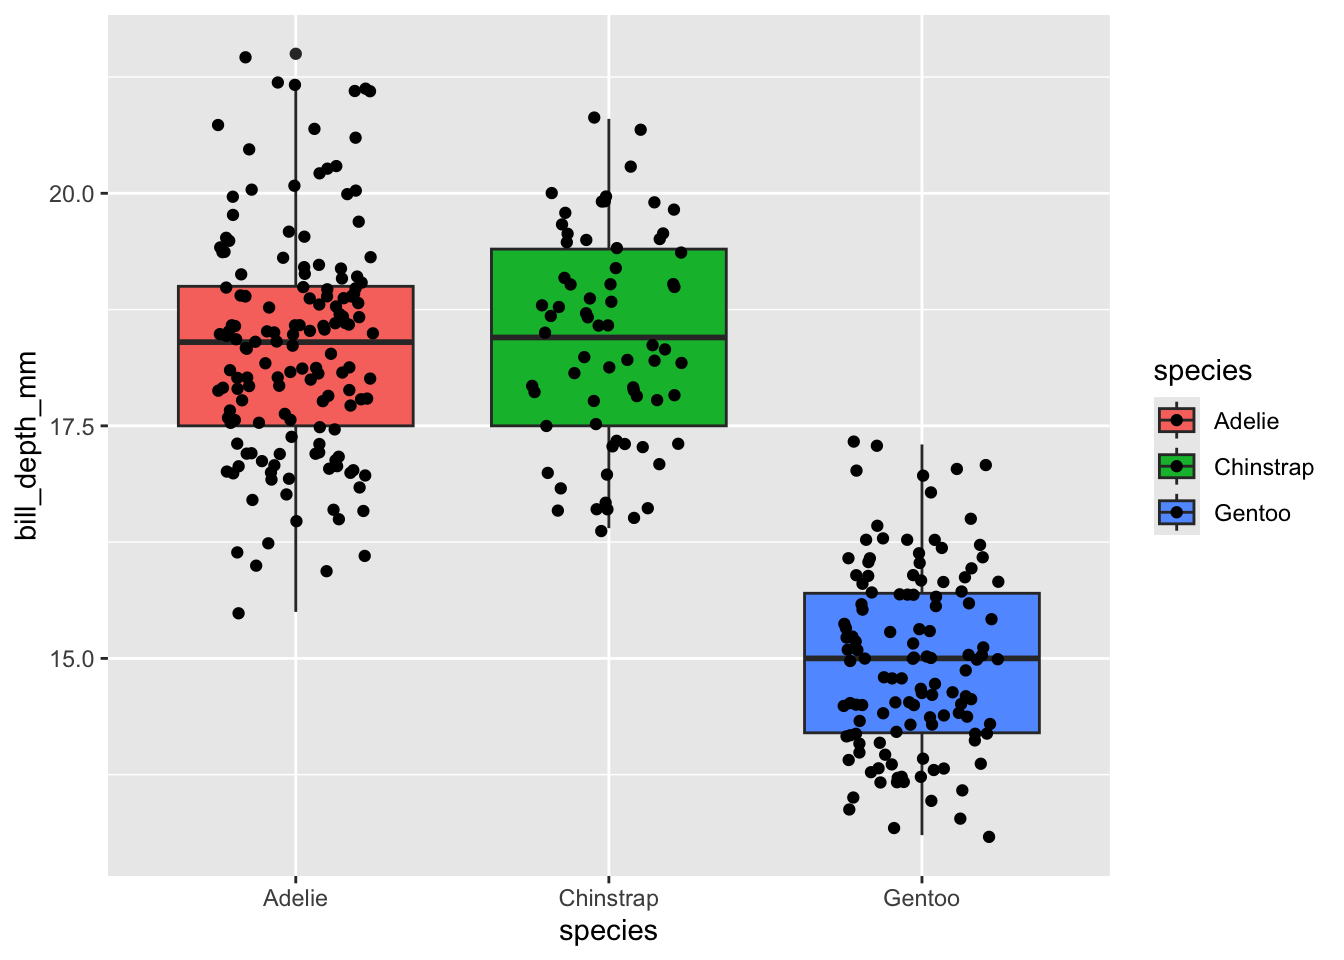 bill_depth_mm
20.0
17.5
15.0
Adelie Chinstrap Gentoo
species
species
Adelie
Chinstrap
Gentoo